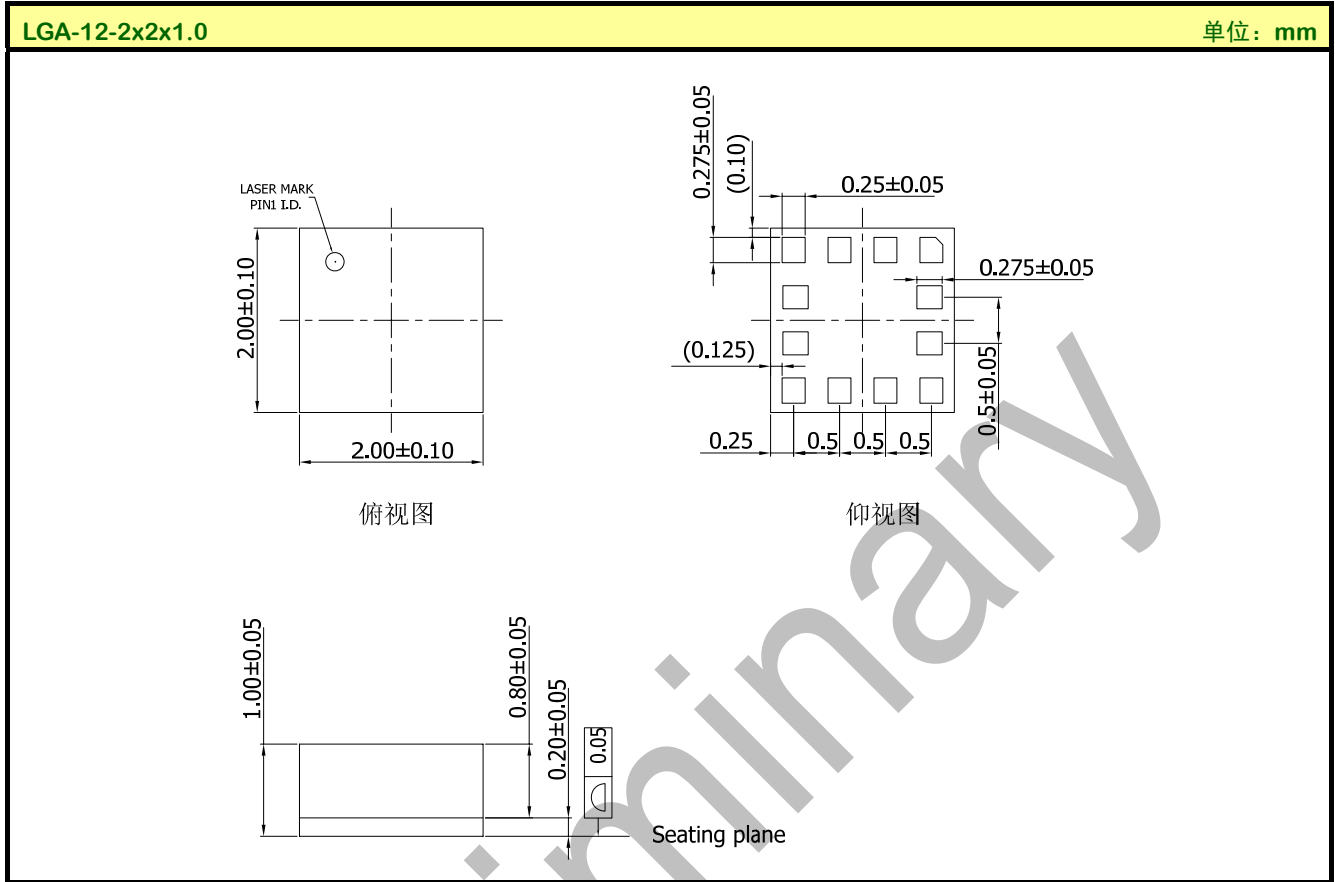 LGA-12-2x2x1.0 单位：mm
LASER MARK
PIN1 I.D.
2.00±0.10
2.00±0.10
俯视图
0.275±0.05
(0.10)
0.25±0.05
0.275±0.05
(0.125)
0.5±0.05
0.25 0.5 0.5 0.5
仰视图
1.00±0.05
0.80±0.05
0.20±0.05
0.05
Seating plane
iminary